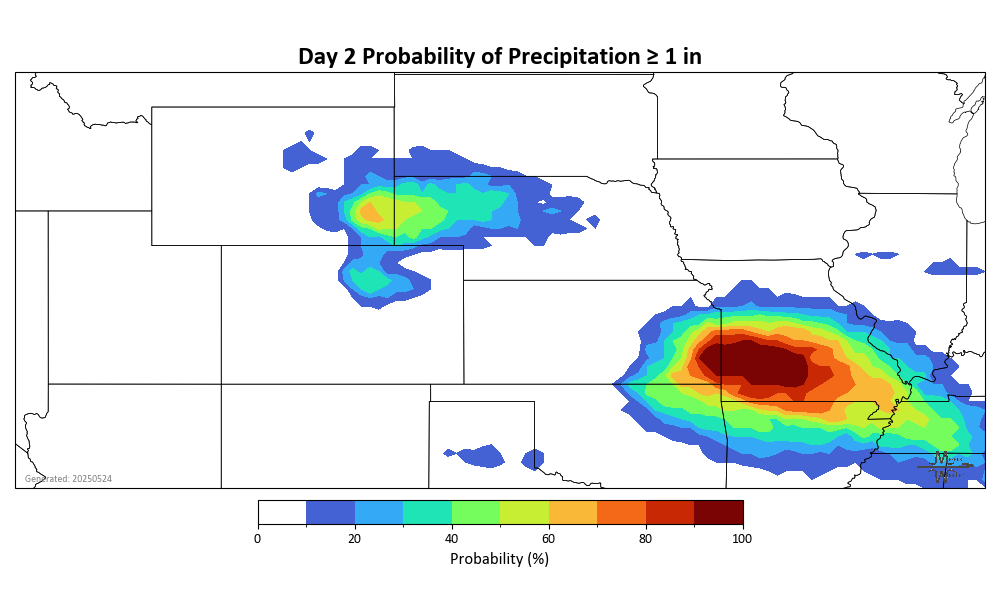 Day 2 Probability of Precipitation ≥ 1 in
Generated: 20250524
0 20 40 60 80 100
Probability (%)